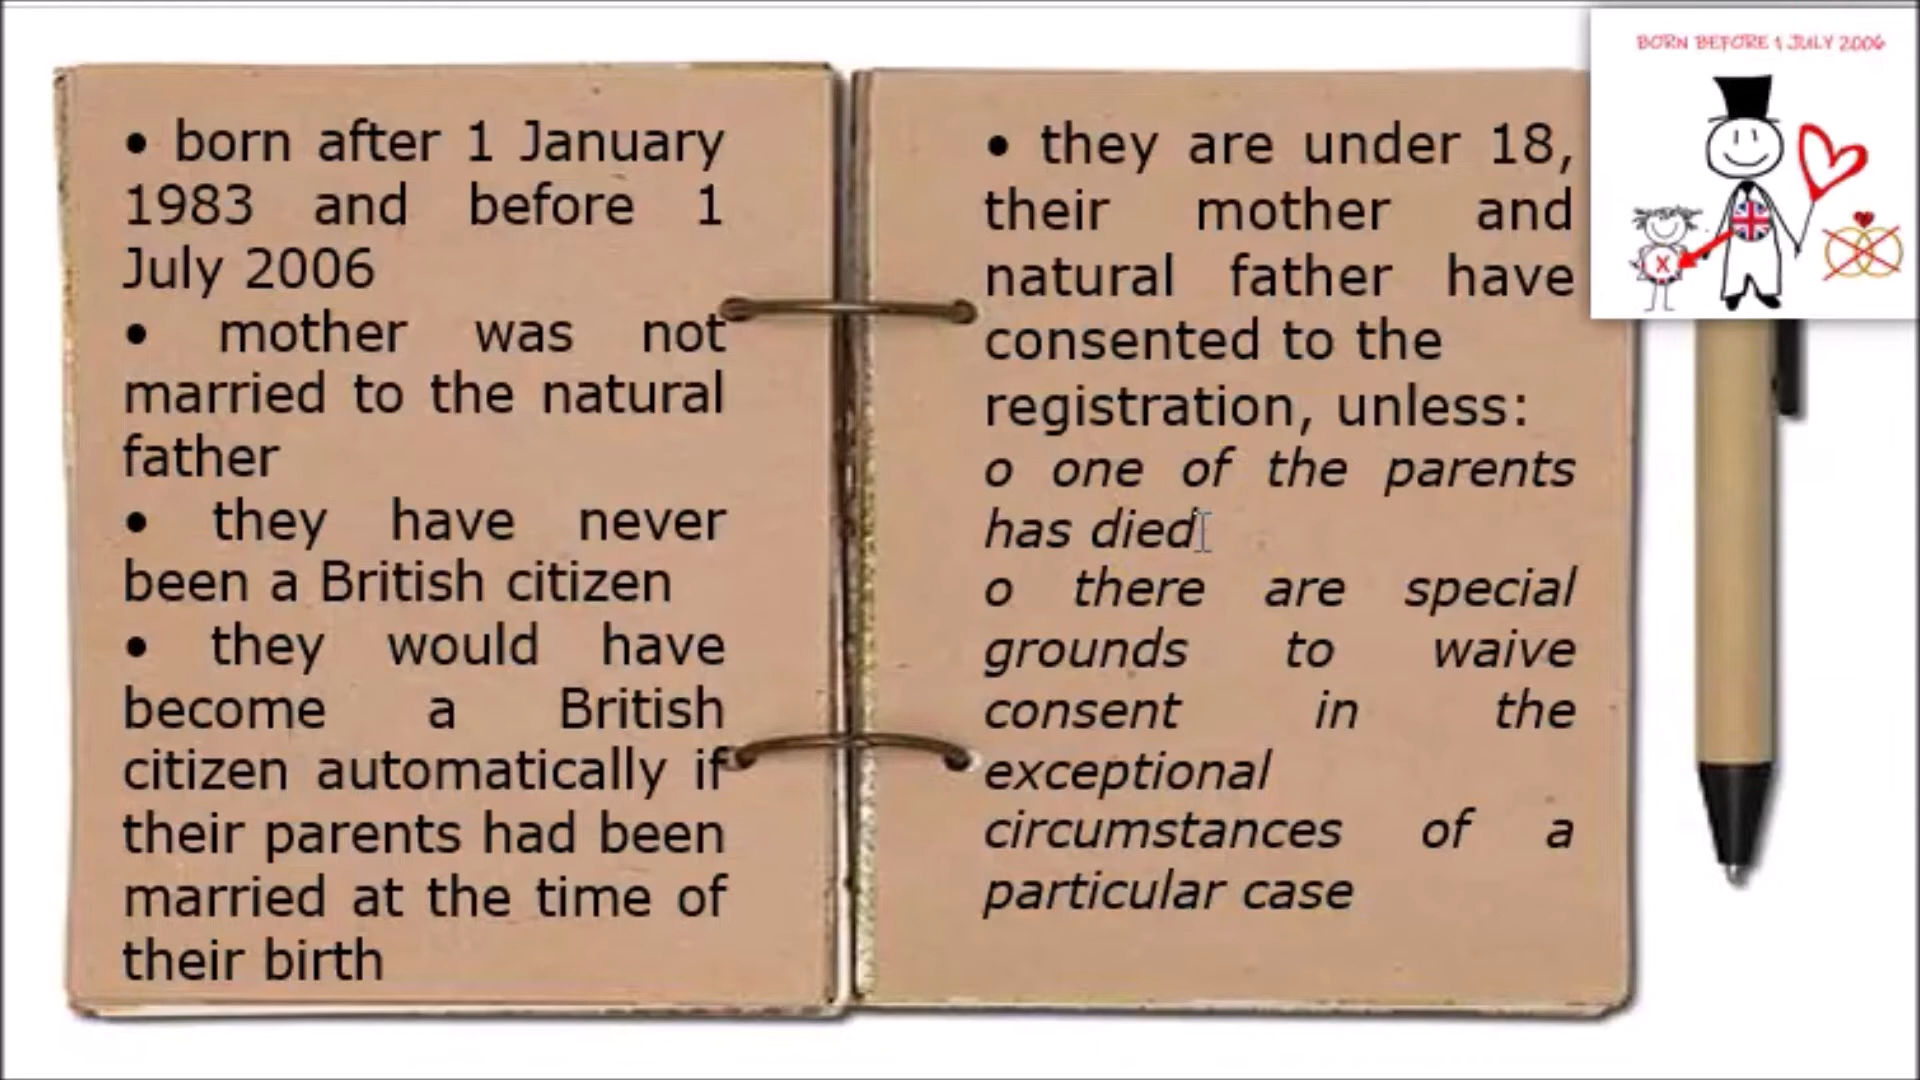 BORN BEFORE 1 JULY 2006
• born after 1 January
1983 and before 1
July 2006
• mother was not
married to the natural
father
• they have never
been a British citizen
• they would have
become a British
citizen automatically if
their parents had been
married at the time of
their birth
• they are under 18,
their mother and
natural father have
consented to the
registration, unless:
o one of the parents
has died
o there are special
grounds to waive
consent in the
exceptional
circumstances of a
particular case
X